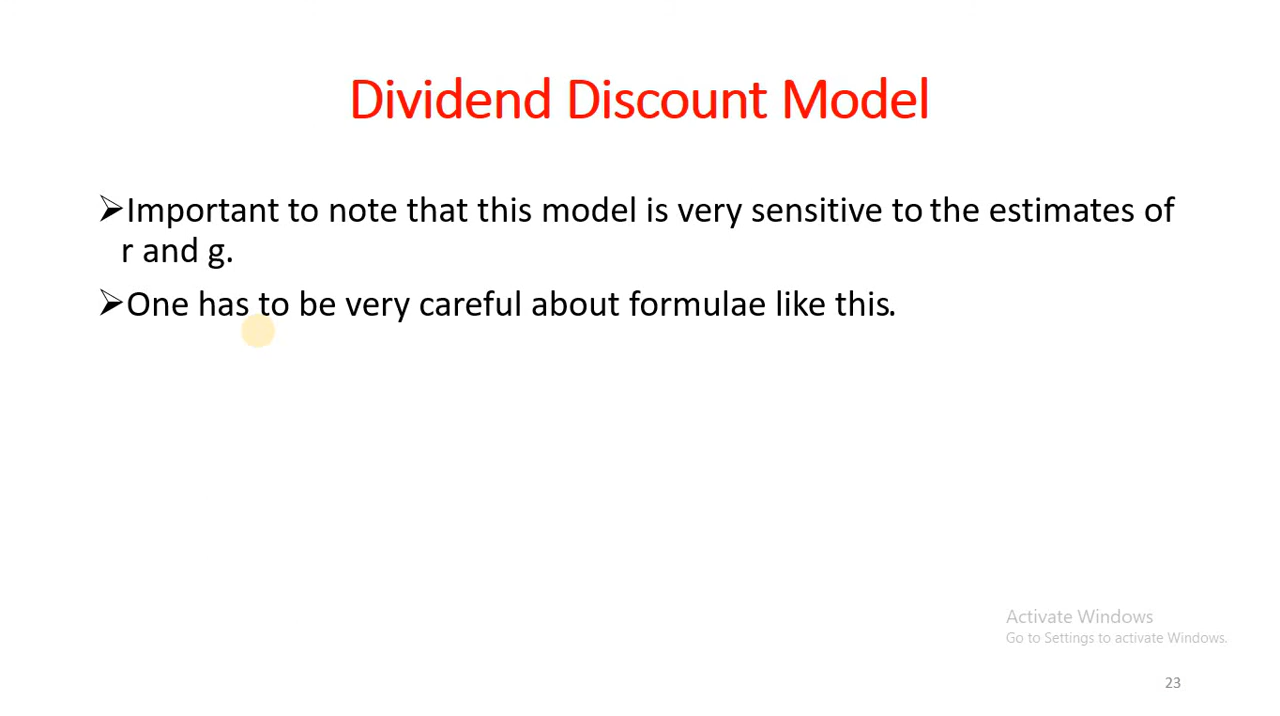 Dividend Discount Model
➢Important to note that this model is very sensitive to the estimates of
r and g.
➢One has to be very careful about formulae like this.
Activate Windows
Go to Settings to activate Windows.
23